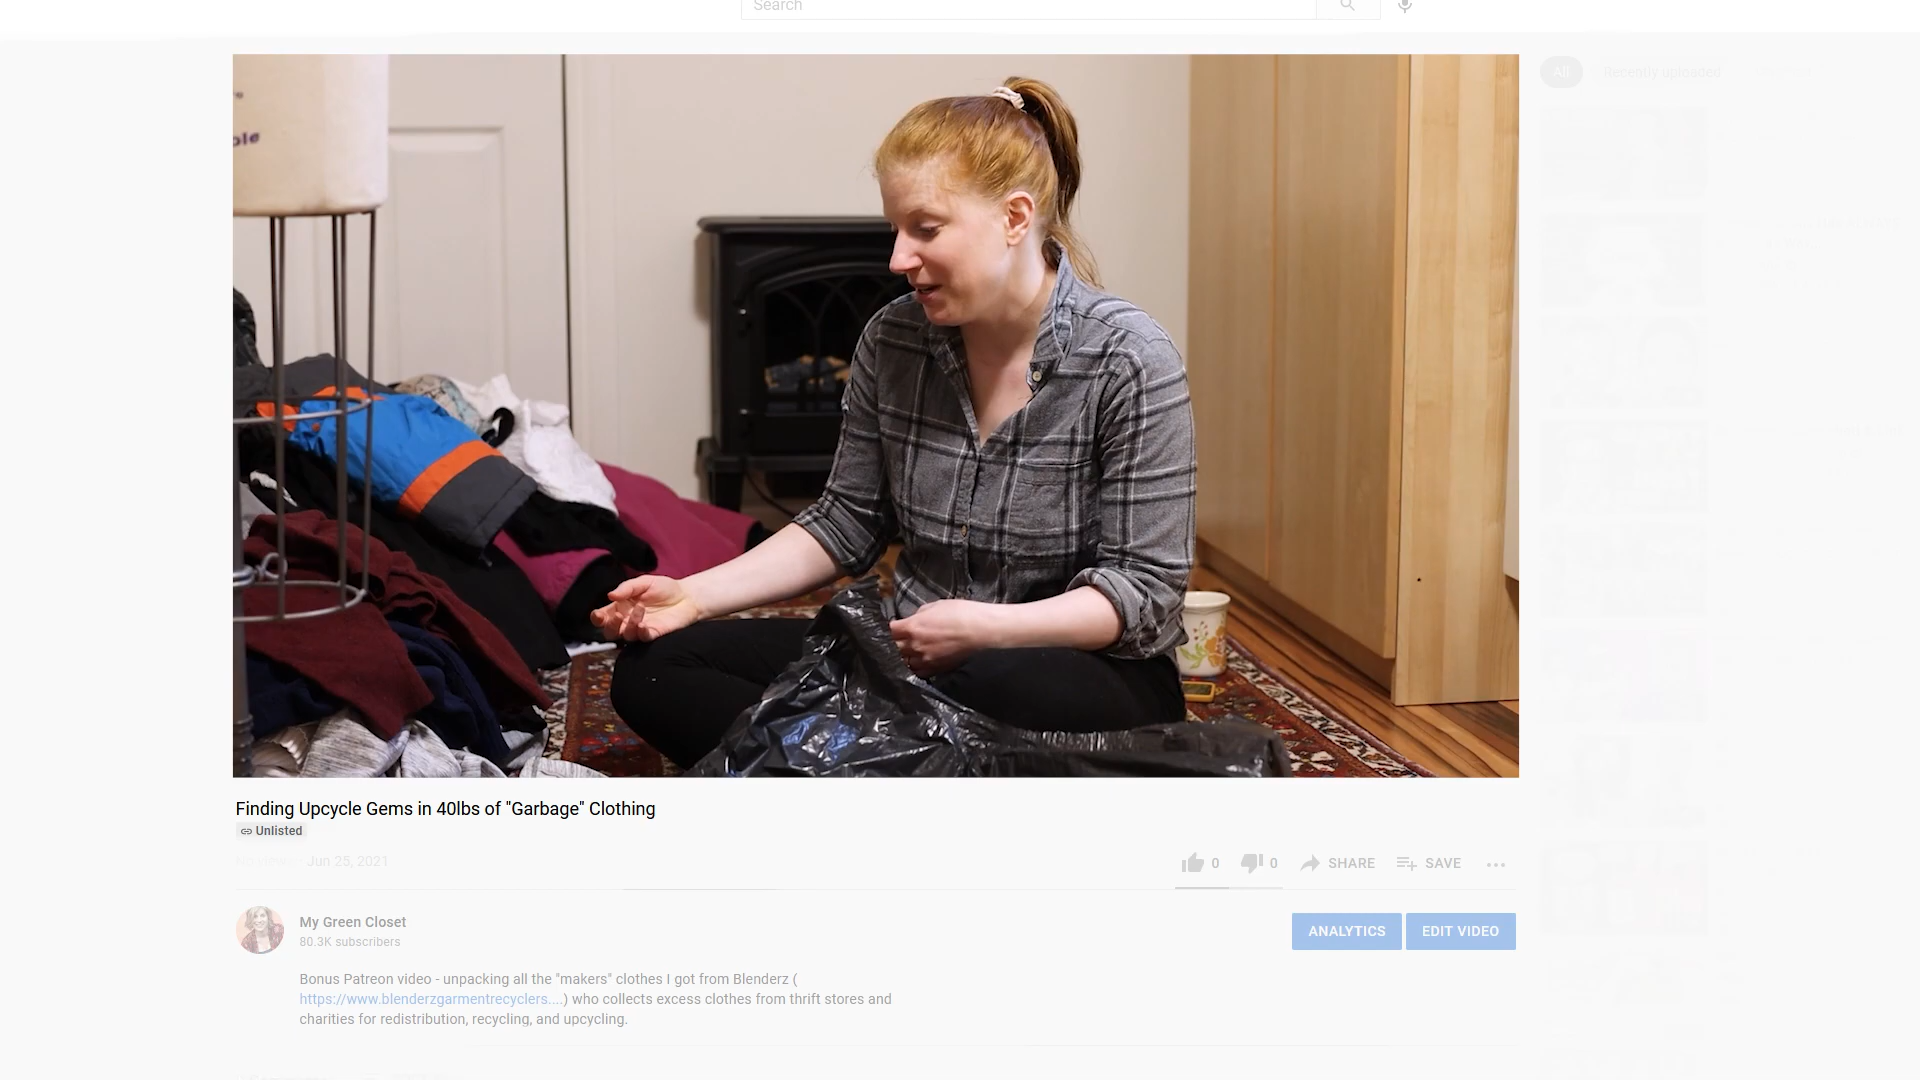 Search
All
Recently uploaded
ole
Finding Upcycle Gems in 40lbs of "Garbage" Clothing
Unlisted
Jun 25, 2021
0
0
SHARE
SAVE
My Green Closet
80.3K subscribers
ANALYTICS
EDIT VIDEO
Bonus Patreon video - unpacking all the "makers" clothes I got from Blenderz (
https://www.blenderzgarmentrecyclers....) who collects excess clothes from thrift stores and
charities for redistribution, recycling, and upcycling.